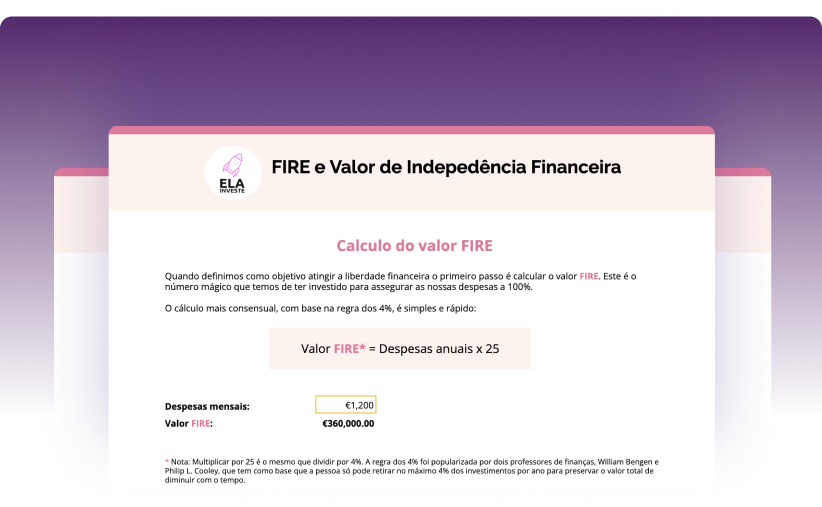 ELA
INVESTE
FIRE e Valor de Indepedência Financeira
Calculo do valor FIRE
Quando definimos como objetivo atingir a liberdade financeira o primeiro passo é calcular o valor FIRE. Este é o
número mágico que temos de ter investido para assegurar as nossas despesas a 100%.
O cálculo mais consensual, com base na regra dos 4%, é simples e rápido:
Valor FIRE* = Despesas anuais x 25
Despesas mensais: €1,200
Valor FIRE: €360,000.00
* Nota: Multiplicar por 25 é o mesmo que dividir por 4%. A regra dos 4% foi popularizada por dois professores de finanças, William Bengen e
Philip L. Cooley, que tem como base que a pessoa só pode retirar no máximo 4% dos investimentos por ano para preservar o valor total de
diminuir com o tempo.